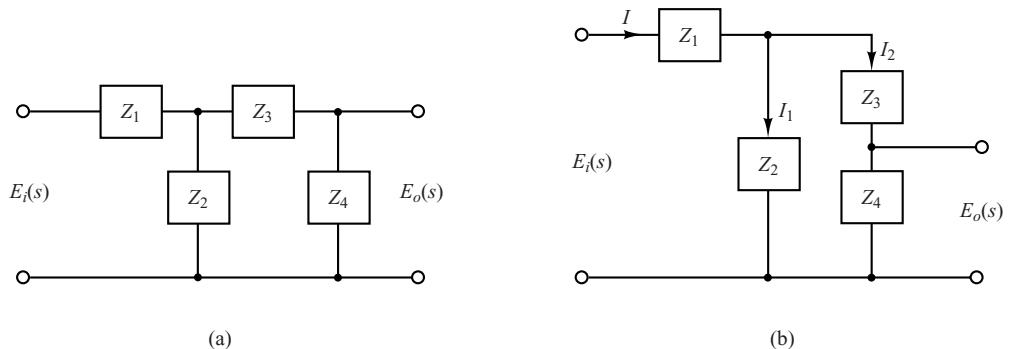 Z₁
Z₃
Eᵢ(s)
Z₂
Z₄
Eₒ(s)
(a)
I
Z₁
I₂
Z₃
I₁
Eᵢ(s)
Z₂
Z₄
Eₒ(s)
(b)